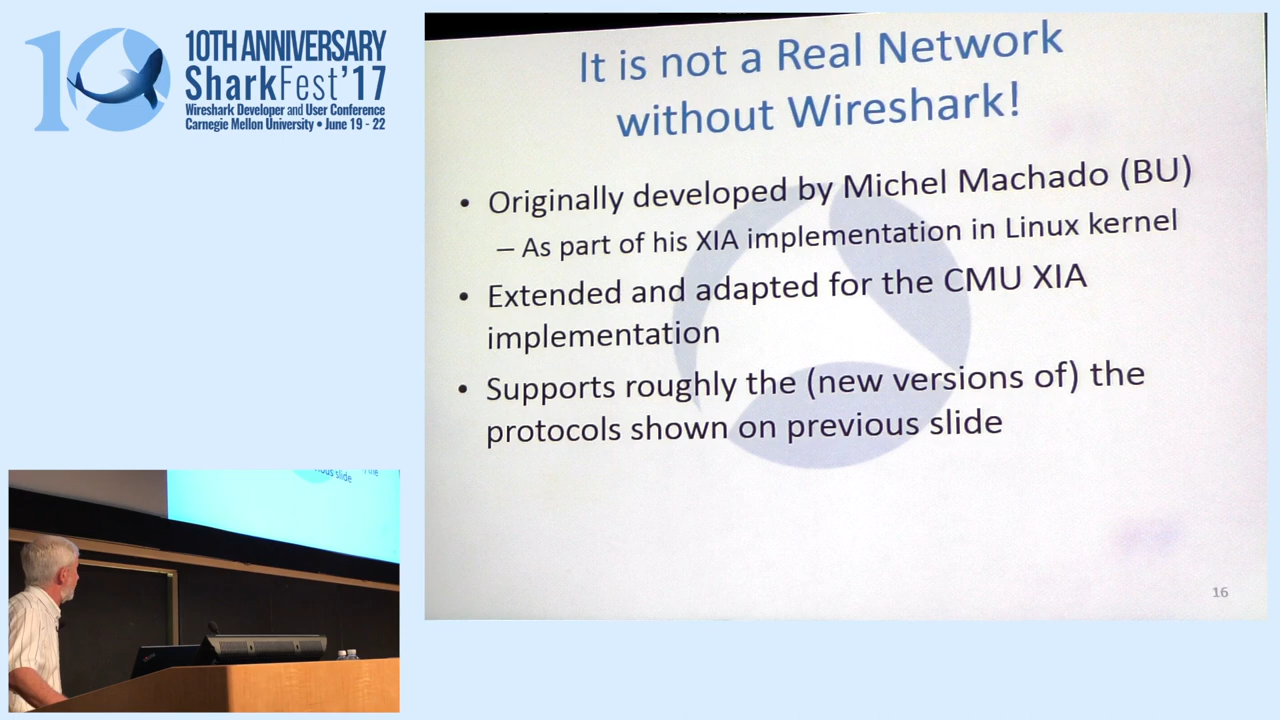 10
10TH ANNIVERSARY
SharkFest'17
Wireshark Developer and User Conference
Carnegie Mellon University • June 19 - 22
It is not a Real Network
without Wireshark!
• Originally developed by Michel Machado (BU)
– As part of his XIA implementation in Linux kernel
• Extended and adapted for the CMU XIA
implementation
• Supports roughly the (new versions of) the
protocols shown on previous slide
16
slide
the